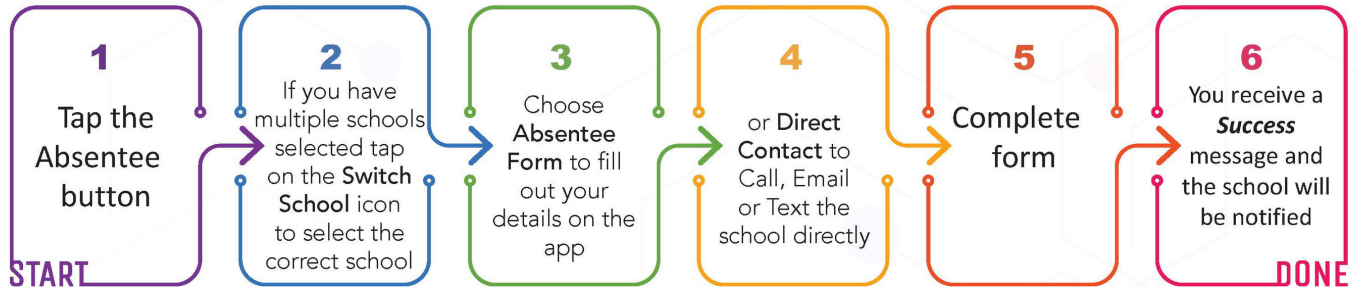 1
Tap the
Absentee
button
START
2
If you have
multiple schools
selected tap
on the Switch
School icon
to select the
correct school
3
Choose
Absentee
Form to fill
out your
details on the
app
4
or Direct
Contact to
Call, Email
or Text the
school directly
5
Complete
form
6
You receive a
Success
message and
the school will
be notified
DONE